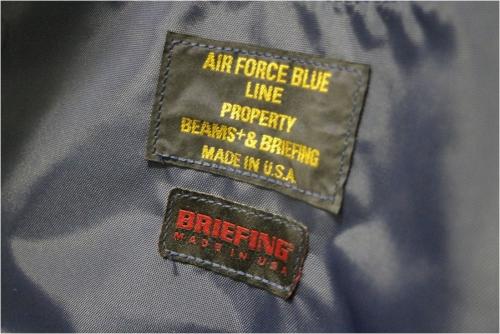 AIR FORCE BLUE
LINE
PROPERTY
BEAMS+ & BRIEFING
MADE IN U.S.A
BRIEFING
MADE IN USA